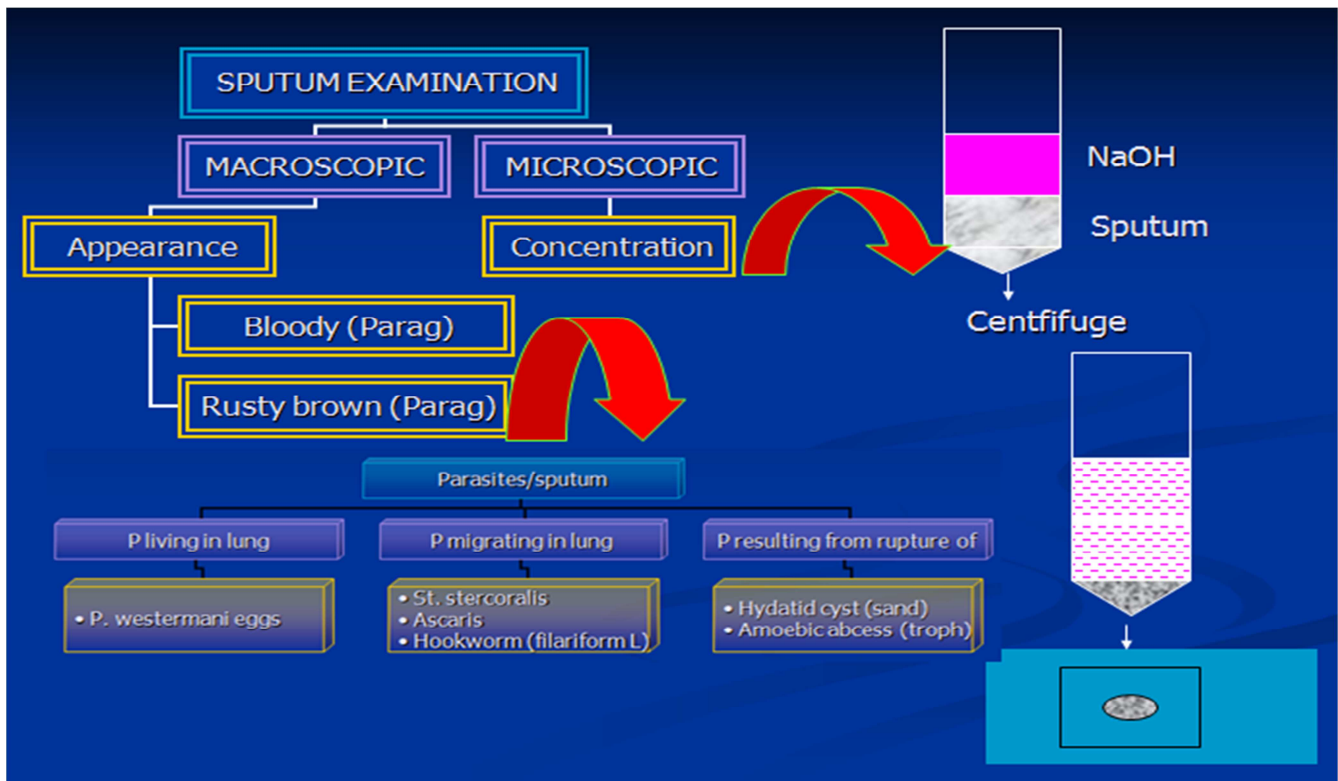 SPUTUM EXAMINATION
MACROSCOPIC
MICROSCOPIC
Appearance
Concentration
Bloody (Parag)
Rusty brown (Parag)
NaOH
Sputum
Centfifuge
Parasites/sputum
P living in lung
P migrating in lung
P resulting from rupture of
• P. westermani eggs
• St. stercoralis
• Ascaris
• Hookworm (filariform L)
• Hydatid cyst (sand)
• Amoebic abcess (troph)